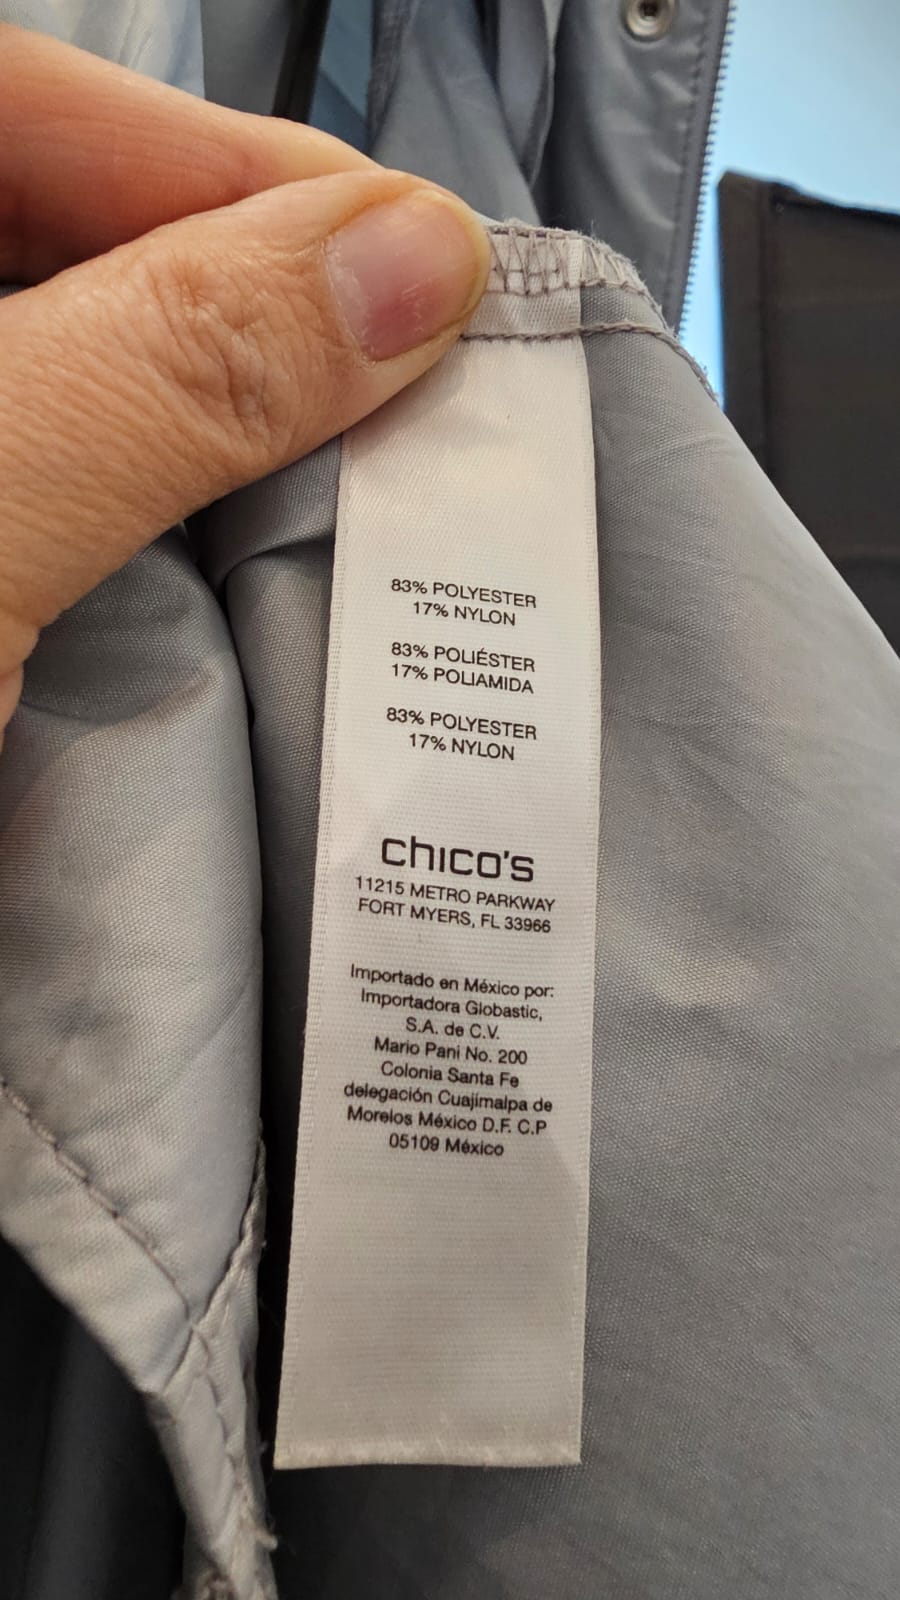 83% POLYESTER
17% NYLON
83% POLIÉSTER
17% POLIAMIDA
83% POLYESTER
17% NYLON
chico's
11215 METRO PARKWAY
FORT MYERS, FL 33966
Importado en México por:
Importadora Globastic,
S.A. de C.V.
Mario Pani No. 200
Colonia Santa Fe
delegación Cuajimalpa de
Morelos México D.F. C.P
05109 México